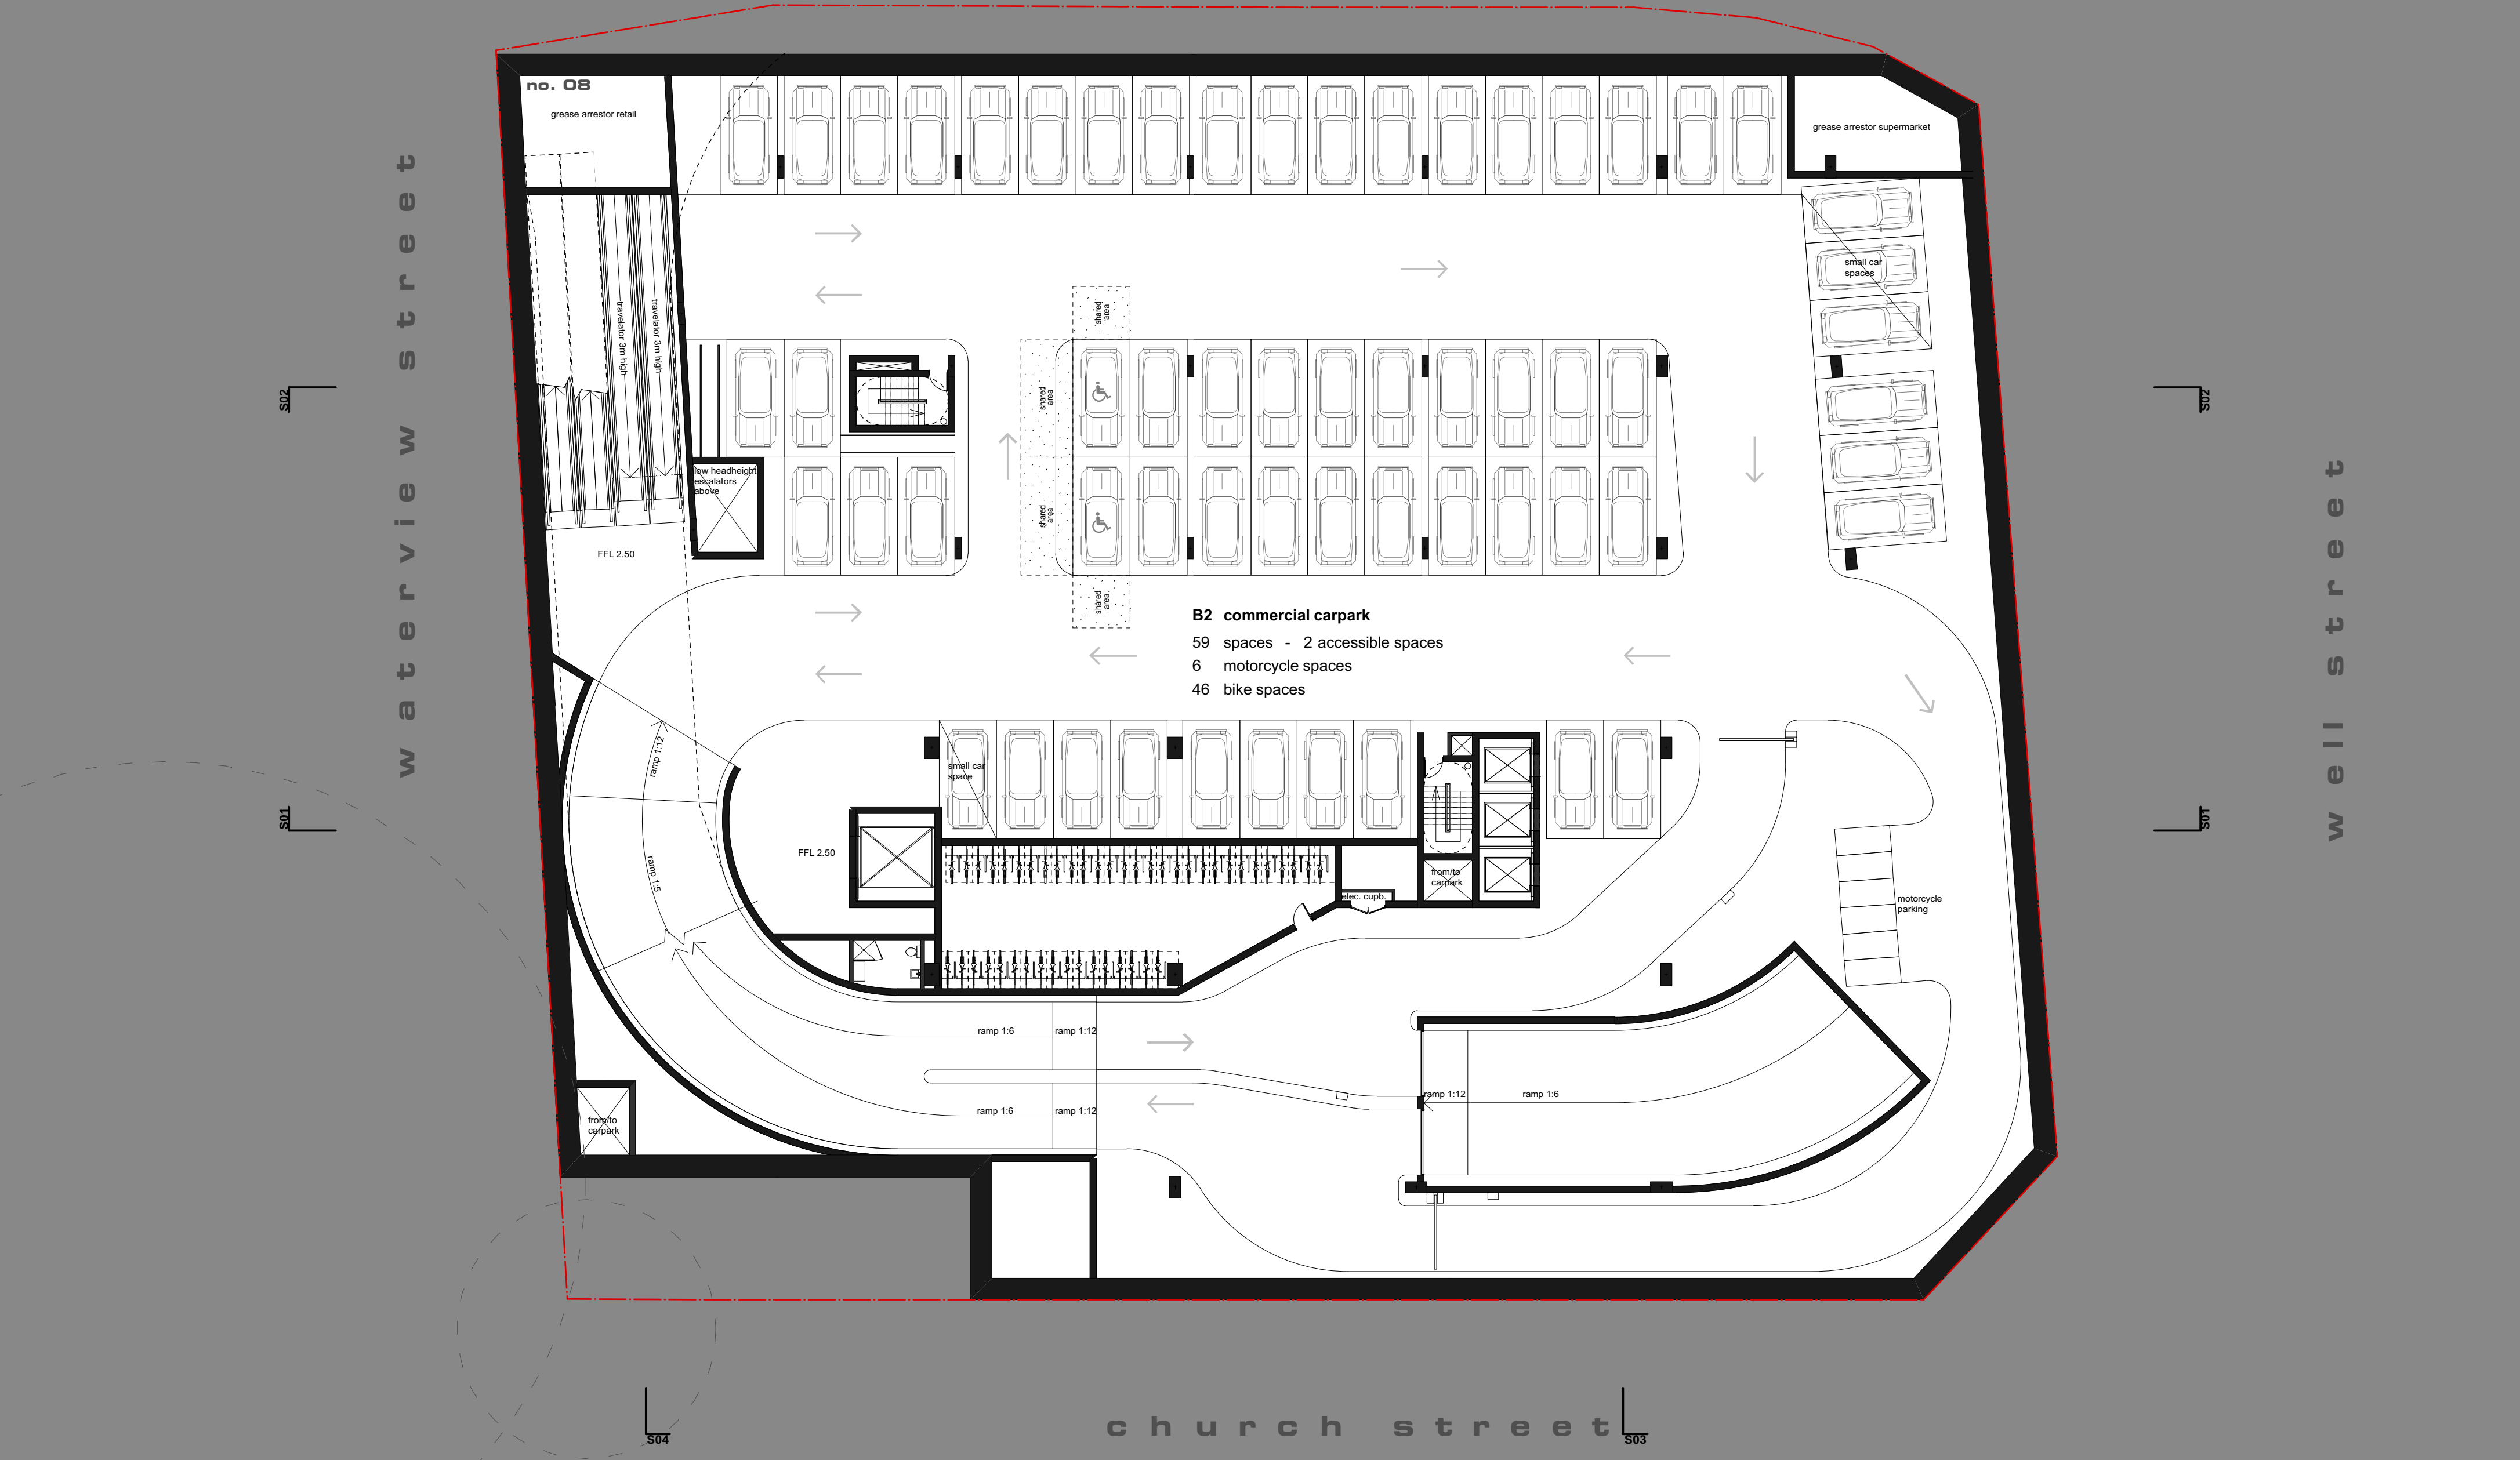 no. 08
grease arrestor retail
grease arrestor supermarket
waterview street
well street
church street
small car
spaces
travelator 3m high
travelator 3m high
shared
area
shared
area
shared
area
shared
area
S02
S02
low headheight
escalators
above
FFL 2.50
B2 commercial carpark
59 spaces - 2 accessible spaces
6 motorcycle spaces
46 bike spaces
ramp 1:12
ramp 1:5
small car
space
S01
S01
FFL 2.50
from/to
carpark
elec. cupb.
motorcycle
parking
ramp 1:6
ramp 1:12
ramp 1:6
ramp 1:12
ramp 1:12
ramp 1:6
from/to
carpark
S04
S03